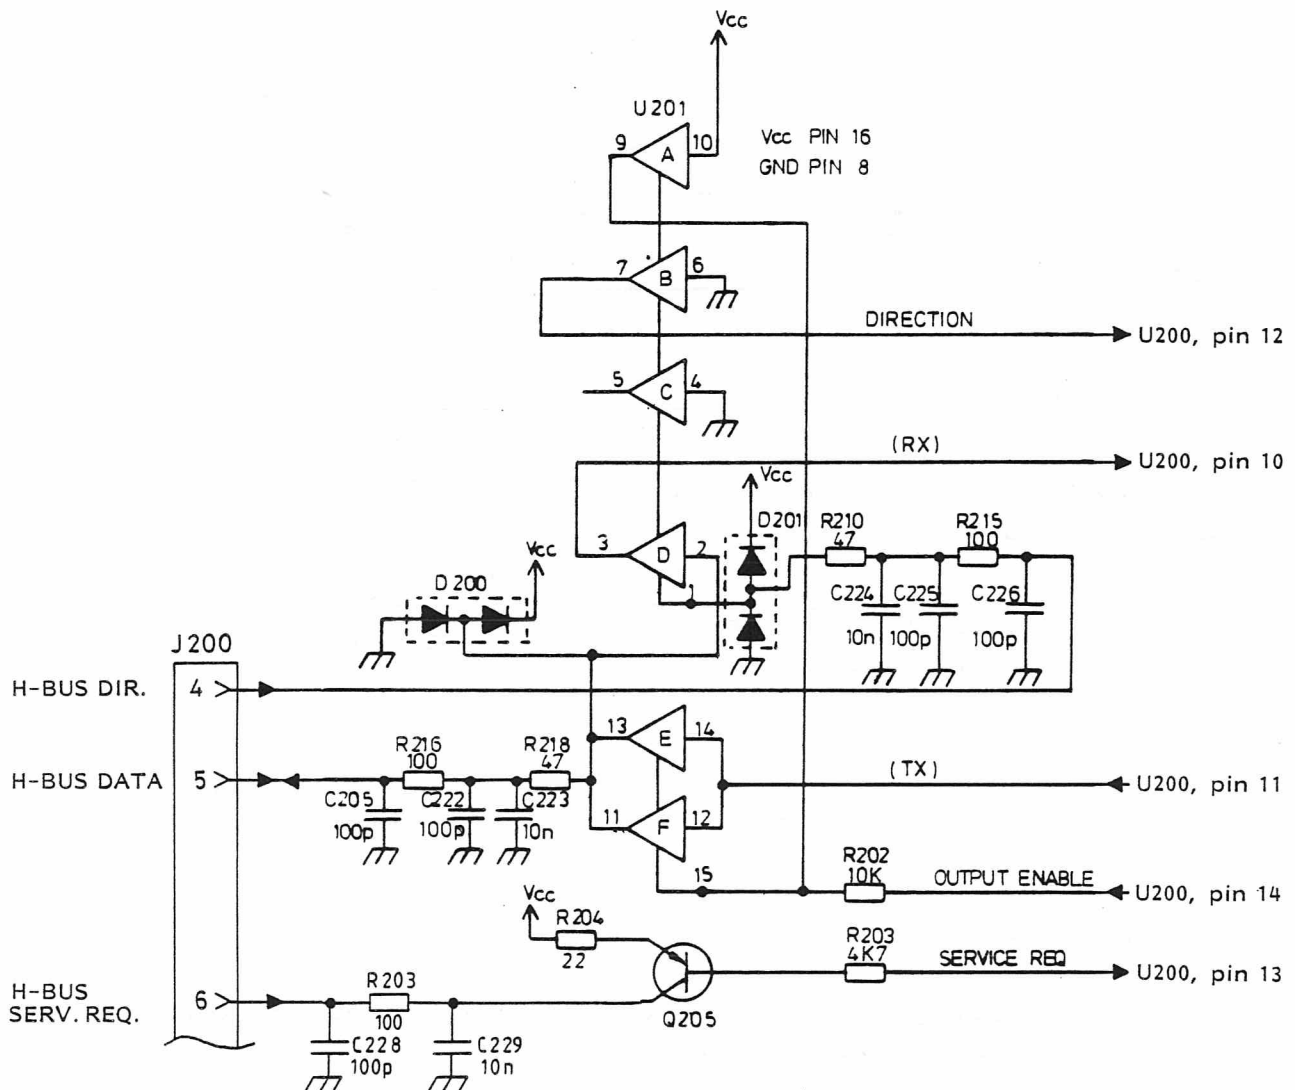 Vcc
U201
9 A 10
Vcc PIN 16
GND PIN 8
7 B 6
DIRECTION
U200, pin 12
5 C 4
(RX)
U200, pin 10
Vcc
D201
R210
47
R215
100
3 D 2
1
Vcc
D200
C224
10n
C225
100p
C226
100p
J200
H-BUS DIR.
4
13 E 14
R216
100
R218
47
H-BUS DATA
5
(TX)
U200, pin 11
C205
100p
C222
100p
C223
10n
11 F 12
15
R202
10K
OUTPUT ENABLE
U200, pin 14
Vcc
R204
22
R203
4K7
SERVICE REQ
U200, pin 13
H-BUS
SERV. REQ.
6
R203
100
Q205
C228
100p
C229
10n